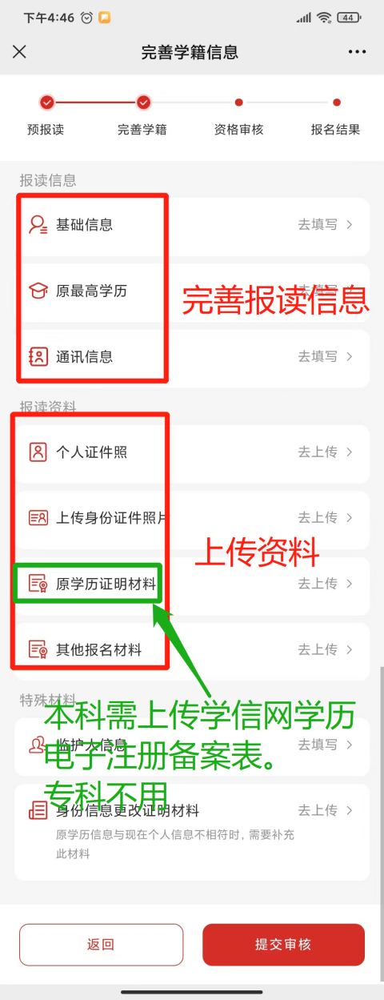 下午4:46
44
完善学籍信息
预报读
完善学籍
资格审核
报名结果
报读信息
基础信息
去填写
原最高学历
去填写
完善报读信息
通讯信息
去填写
报读资料
个人证件照
去上传
上传身份证件照片
去上传
上传资料
原学历证明材料
去上传
其他报名材料
去上传
特殊材料
本科需上传学信网学历
电子注册备案表。
专科不用
监护人信息
去填写
身份信息更改证明材料
去上传
原学历信息与现在个人信息不相符时,需要补充
此材料
返回
提交审核